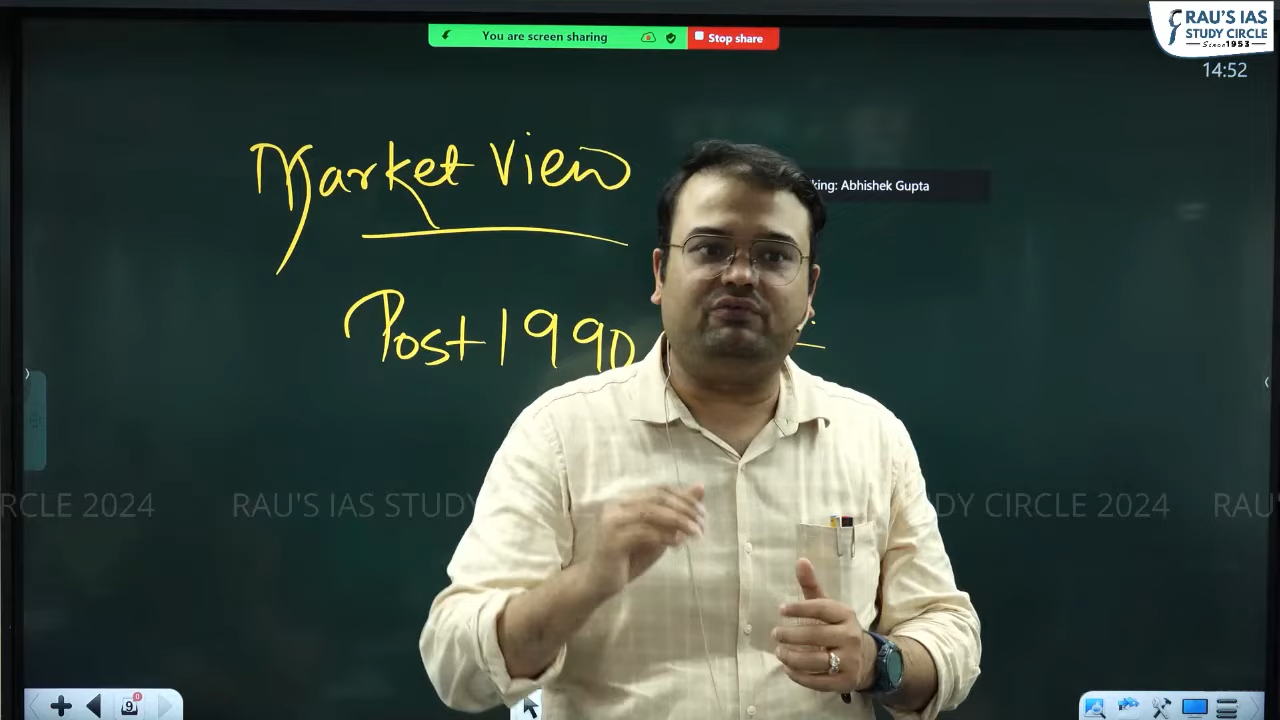 You are screen sharing
Stop share
RAU'S IAS
STUDY CIRCLE
Since 1953
14:52
Market View
king: Abhishek Gupta
Post 1990
RCLE 2024 RAU'S IAS STUDY DY CIRCLE 2024 RAU
9
0